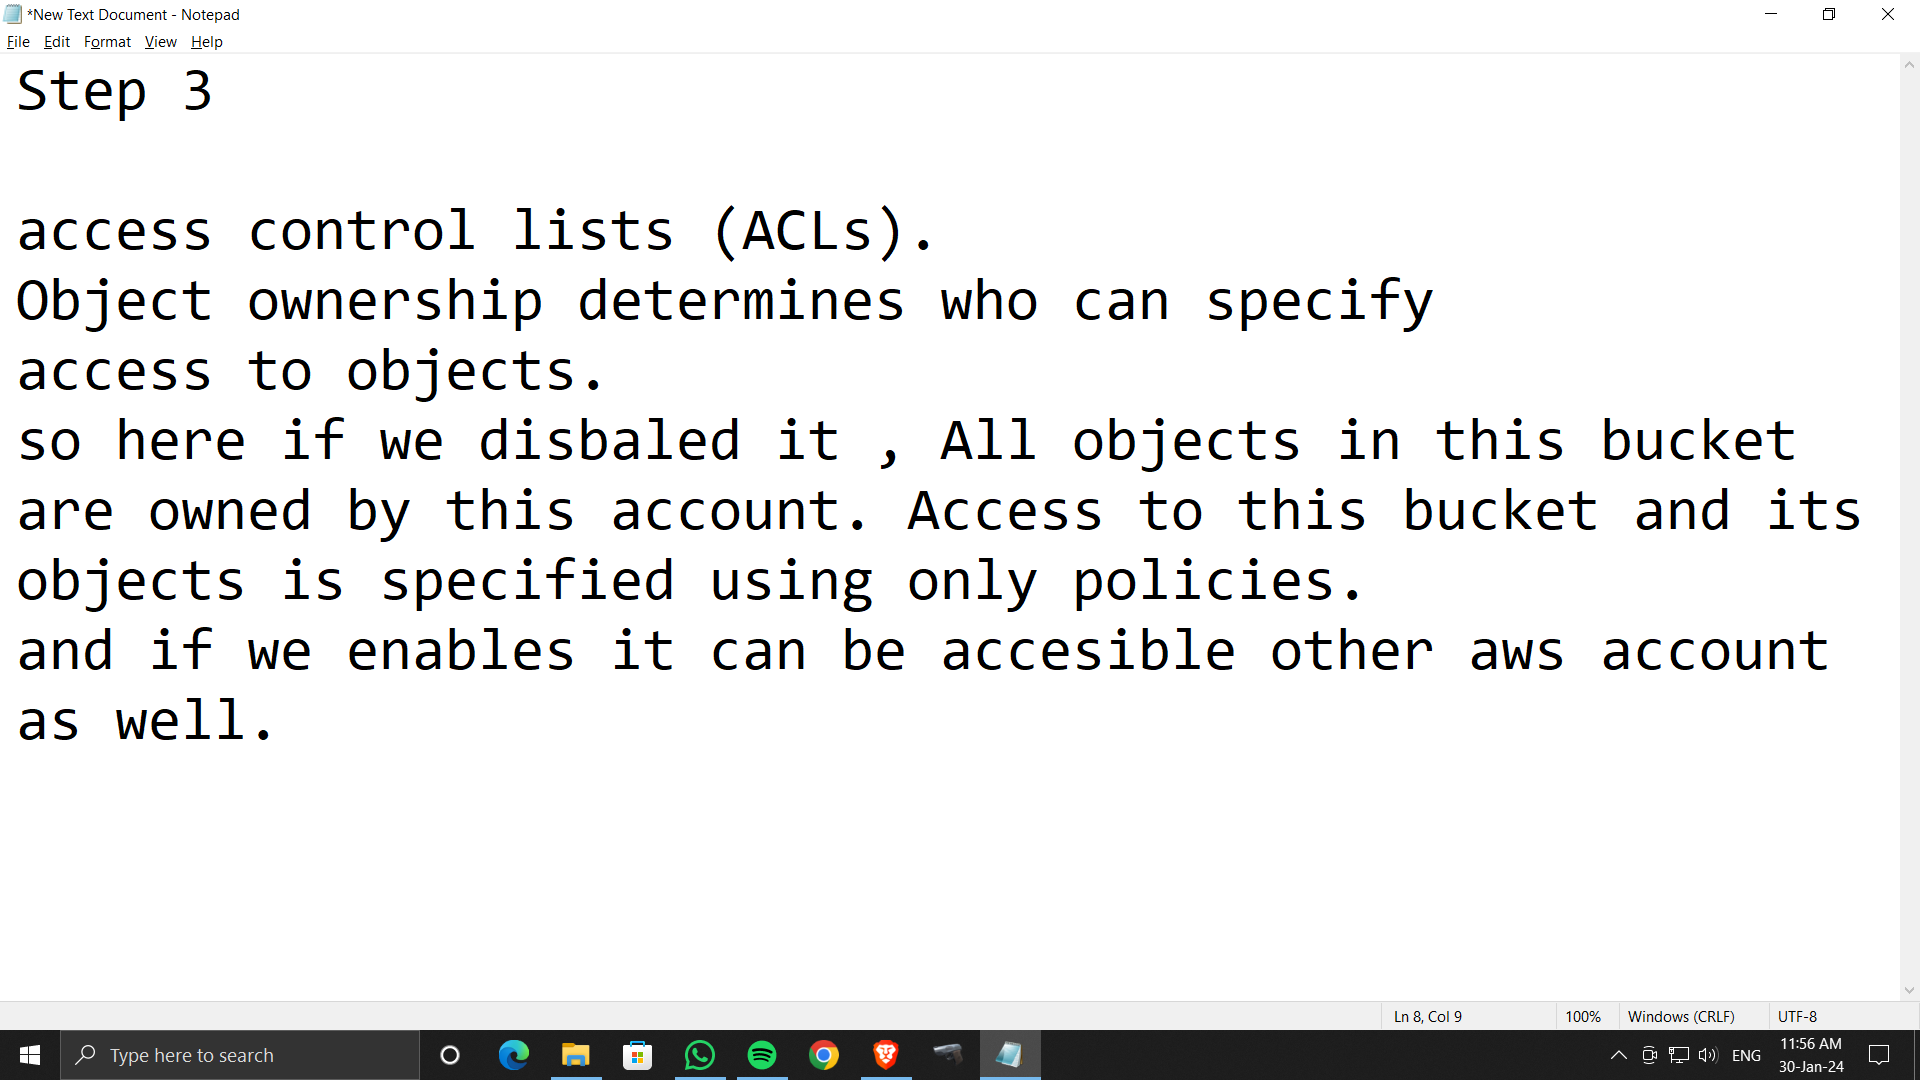 *New Text Document - Notepad
File Edit Format View Help
Step 3
access control lists (ACLs).
Object ownership determines who can specify
access to objects.
so here if we disbaled it , All objects in this bucket
are owned by this account. Access to this bucket and its
objects is specified using only policies.
and if we enables it can be accesible other aws account
as well.
Ln 8, Col 9 100% Windows (CRLF) UTF-8
Type here to search
ENG
11:56 AM
30-Jan-24